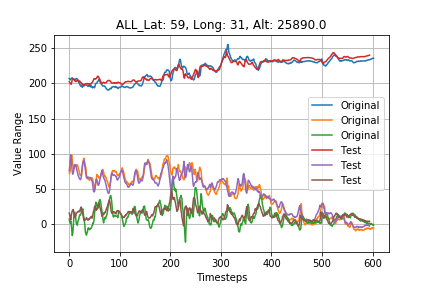 ALL_Lat: 59, Long: 31, Alt: 25890.0
Value Range
250
200
150
100
50
0
Original
Original
Original
Test
Test
Test
0
100
200
300
400
500
600
Timesteps